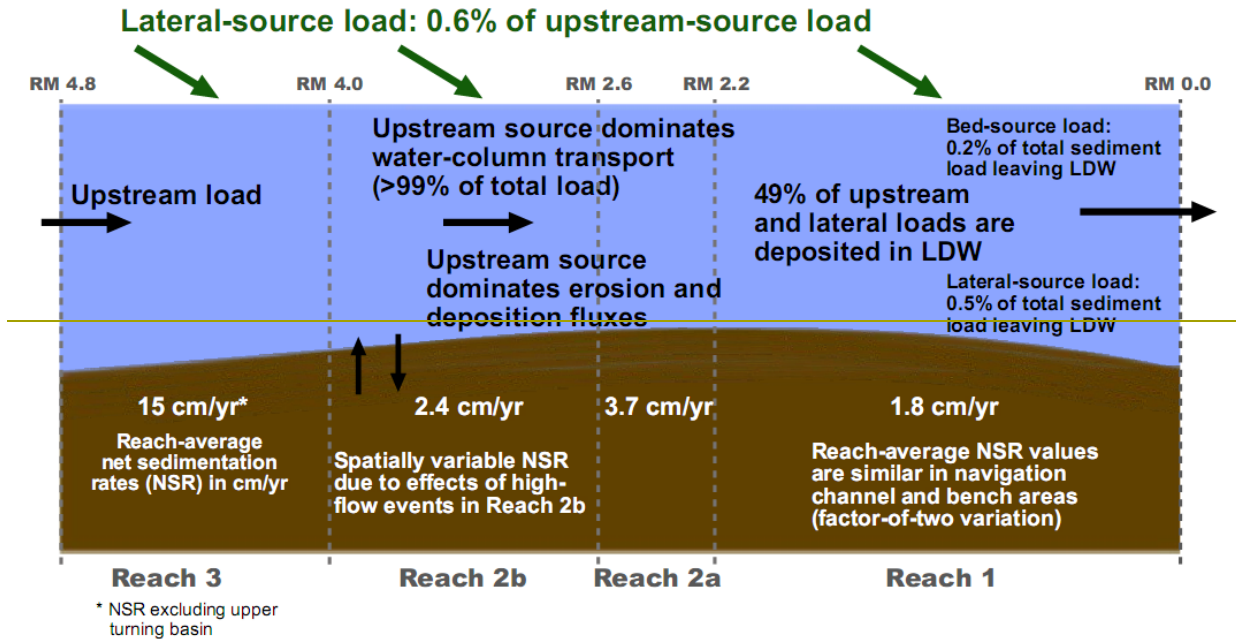 Lateral-source load: 0.6% of upstream-source load
RM 4.8
RM 4.0
RM 2.6
RM 2.2
RM 0.0
Upstream load
Upstream source dominates
water-column transport
(>99% of total load)
Upstream source
dominates erosion and
deposition fluxes
49% of upstream
and lateral loads are
deposited in LDW
Bed-source load:
0.2% of total sediment
load leaving LDW
Lateral-source load:
0.5% of total sediment
load leaving LDW
15 cm/yr*
Reach-average
net sedimentation
rates (NSR) in cm/yr
2.4 cm/yr
Spatially variable NSR
due to effects of high-
flow events in Reach 2b
3.7 cm/yr
1.8 cm/yr
Reach-average NSR values
are similar in navigation
channel and bench areas
(factor-of-two variation)
Reach 3
Reach 2b
Reach 2a
Reach 1
* NSR excluding upper
turning basin